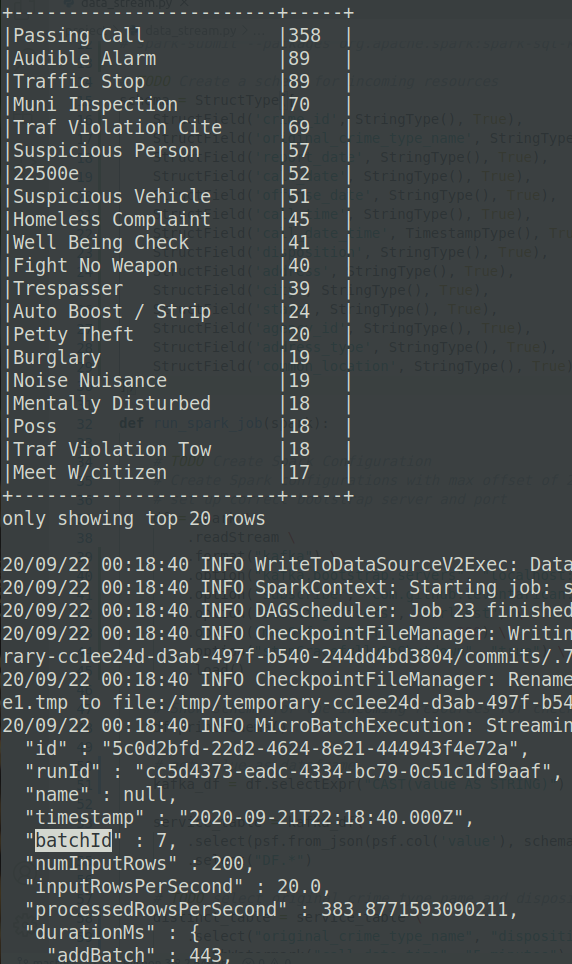 +-----------------------+-----+
|Passing Call           |358  |
|Audible Alarm          |89   |
|Traffic Stop           |89   |
|Muni Inspection        |70   |
|Traf Violation Cite    |69   |
|Suspicious Person      |57   |
|22500e                 |52   |
|Suspicious Vehicle     |51   |
|Homeless Complaint     |45   |
|Well Being Check       |41   |
|Fight No Weapon        |40   |
|Trespasser             |39   |
|Auto Boost / Strip     |24   |
|Petty Theft            |20   |
|Burglary               |19   |
|Noise Nuisance         |19   |
|Mentally Disturbed     |18   |
|Poss                   |18   |
|Traf Violation Tow     |18   |
|Meet W/citizen         |17   |
+-----------------------+-----+
only showing top 20 rows
20/09/22 00:18:40 INFO WriteToDataSourceV2Exec: Data
20/09/22 00:18:40 INFO SparkContext: Starting job: s
20/09/22 00:18:40 INFO DAGScheduler: Job 23 finished
20/09/22 00:18:40 INFO CheckpointFileManager: Writin
rary-cc1ee24d-d3ab-497f-b540-244dd4bd3804/commits/.7
20/09/22 00:18:40 INFO CheckpointFileManager: Rename
e1.tmp to file:/tmp/temporary-cc1ee24d-d3ab-497f-b54
20/09/22 00:18:40 INFO MicroBatchExecution: Streamin
"id" : "5c0d2bfd-22d2-4624-8e21-444943f4e72a",
"runId" : "cc5d4373-eadc-4334-bc79-0c51c1df9aaf",
"name" : null,
"timestamp" : "2020-09-21T22:18:40.000Z",
"batchId" : 7,
"numInputRows" : 200,
"inputRowsPerSecond" : 20.0,
"processedRowsPerSecond" : 383.8771593090211,
"durationMs" : {
"addBatch" : 443,